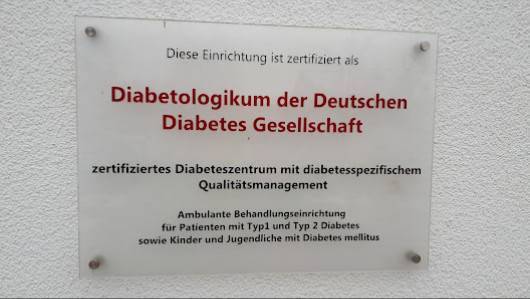 Diese Einrichtung ist zertifiziert als
Diabetologikum der Deutschen
Diabetes Gesellschaft
zertifiziertes Diabeteszentrum mit diabetesspezifischem
Qualitätsmanagement
Ambulante Behandlungseinrichtung
für Patienten mit Typ1 und Typ 2 Diabetes
sowie Kinder und Jugendliche mit Diabetes mellitus